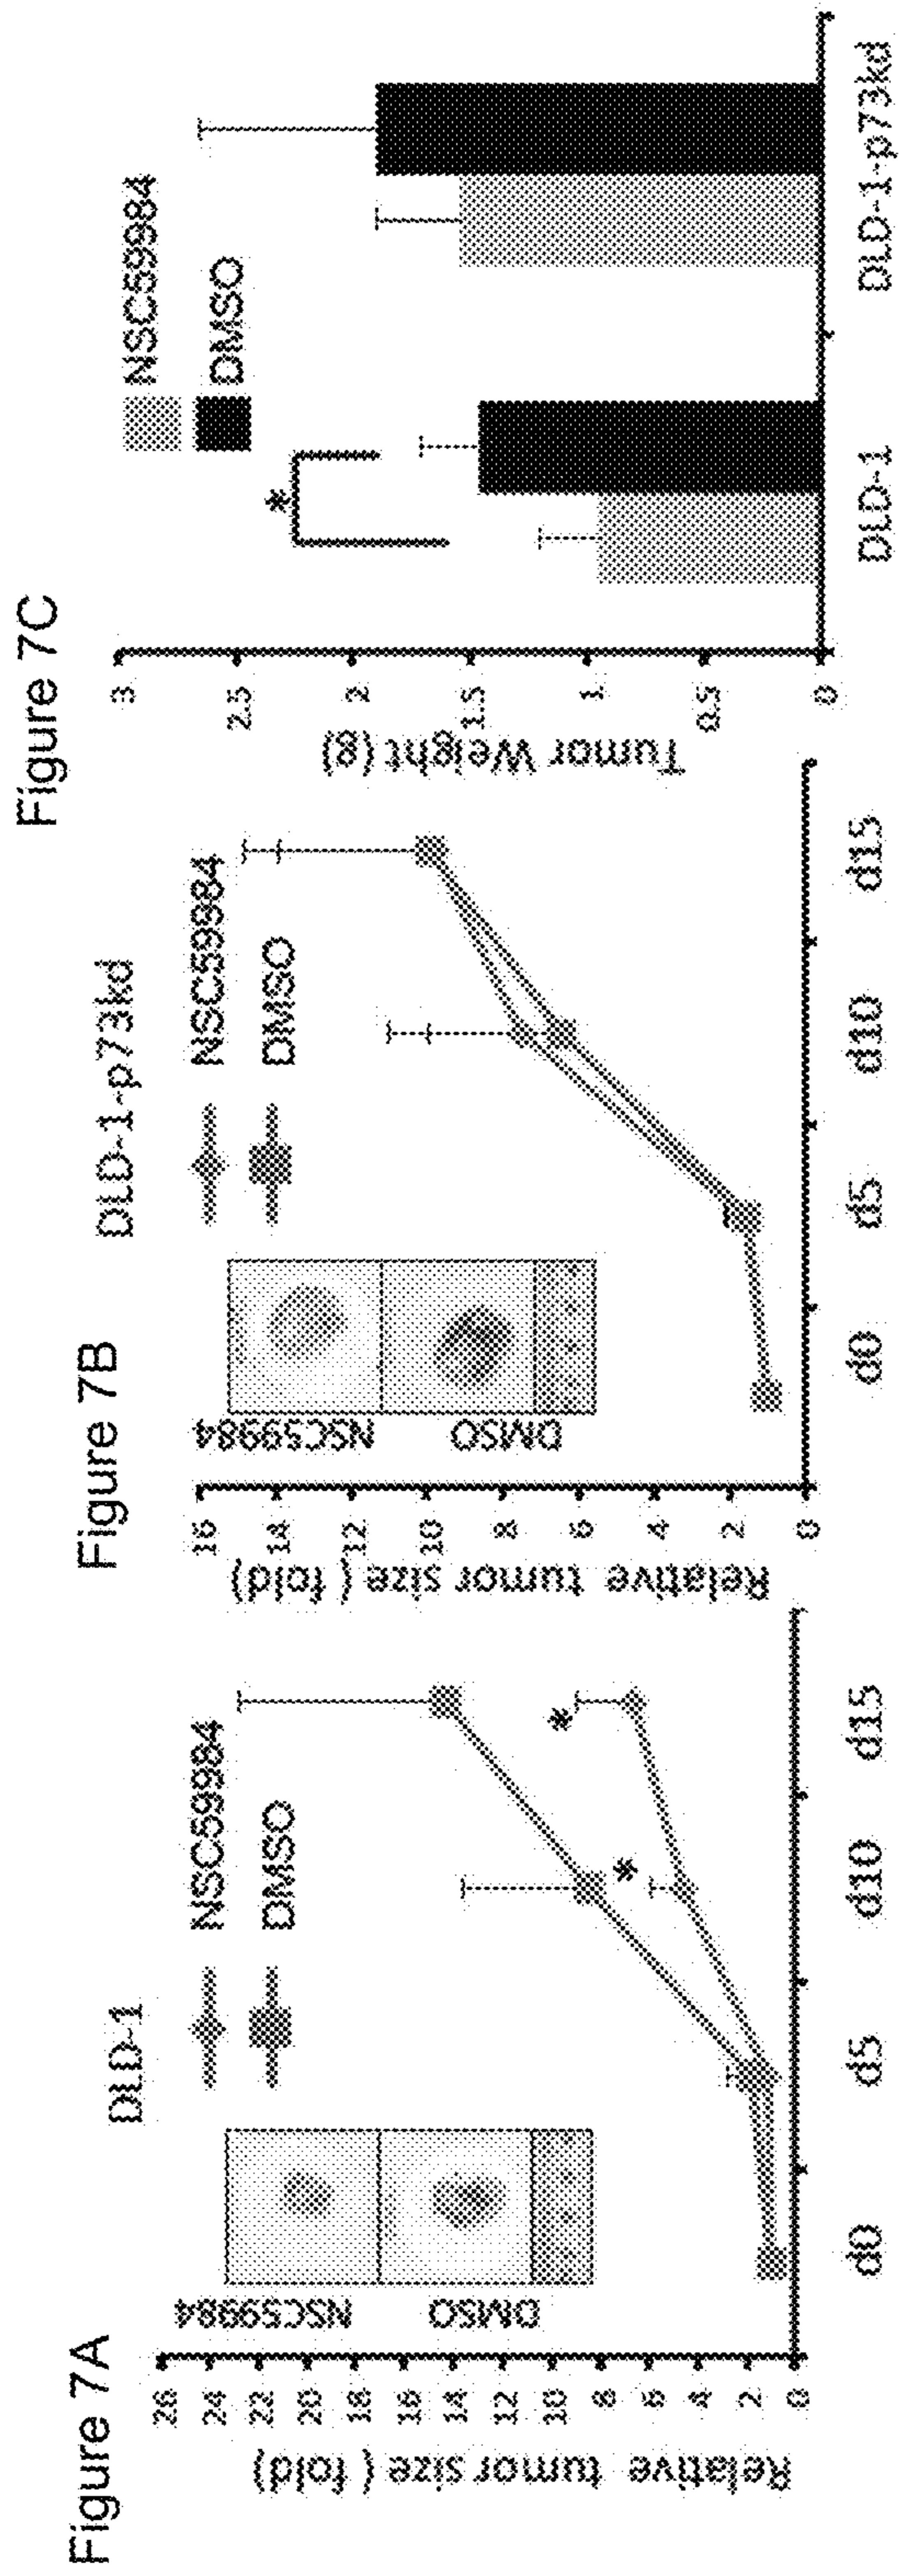 Figure 7A
DLD-1
NSC59984
DMSO
NSC59984
DMSO
Relative tumor size ( fold)
26
24
22
20
18
16
14
12
10
8
6
4
2
0
*
*
d0
d5
d10
d15
Figure 7B
DLD-1-p73kd
NSC59984
DMSO
NSC59984
DMSO
Relative tumor size ( fold)
16
14
12
10
8
6
4
2
0
d0
d5
d10
d15
Figure 7C
NSC59984
DMSO
*
Tumor Weight (g)
3
2.5
2
1.5
1
0.5
0
DLD-1
DLD-1-p73kd